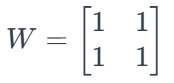 W = [1 1
1 1]